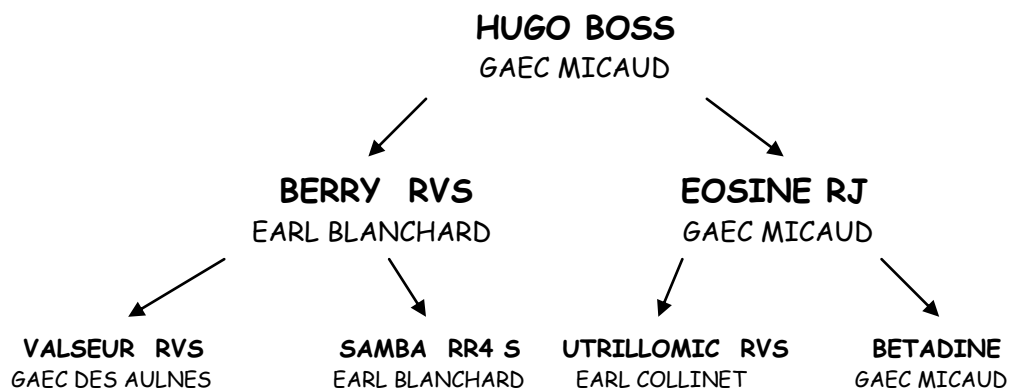 HUGO BOSS
GAEC MICAUD
BERRY RVS EOSINE RJ
EARL BLANCHARD GAEC MICAUD
VALSEUR RVS SAMBA RR4 S UTRILLOMIC RVS BETADINE
GAEC DES AULNES EARL BLANCHARD EARL COLLINET GAEC MICAUD